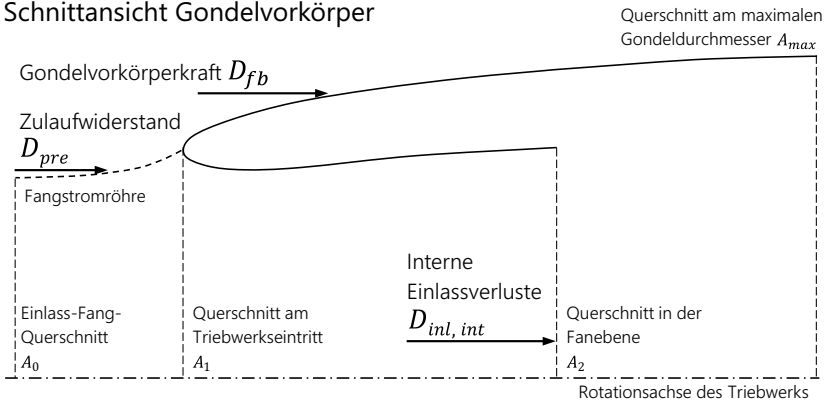 Schnittansicht Gondelvorkörper
Querschnitt am maximalen
Gondeldurchmesser A_max
Gondelvorkörperkraft D_fb
Zulaufwiderstand
D_pre
Fangstromröhre
Interne
Einlassverluste
D_inl, int
Einlass-Fang-
Querschnitt
A_0
Querschnitt am
Triebwerkseintritt
A_1
Querschnitt in der
Fanebene
A_2
Rotationsachse des Triebwerks